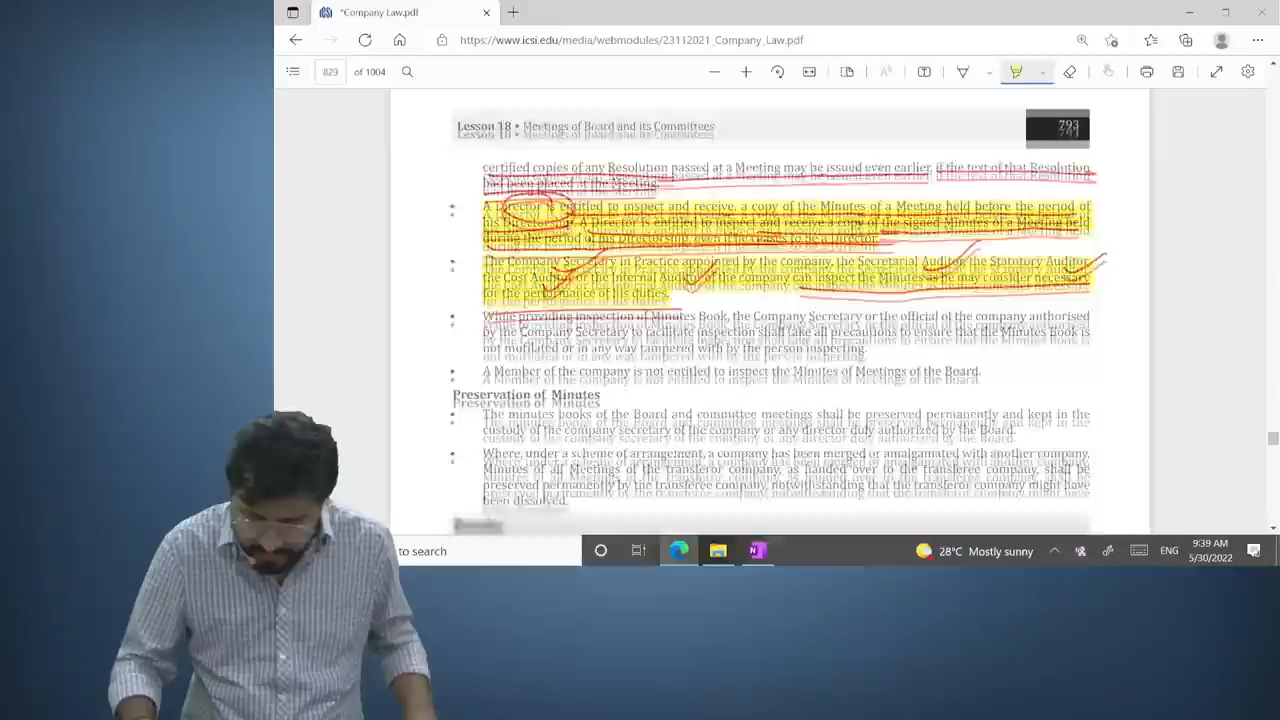 *Company Law.pdf
https://www.icsi.edu/media/webmodules/23112021_Company_Law.pdf
829 of 1004
Lesson 18 • Meetings of Board and its Committees 793
certified copies of any Resolution passed at a Meeting may be issued even earlier, if the text of that Resolution
had been placed at the Meeting.
• A Director is entitled to inspect and receive, a copy of the Minutes of a Meeting held before the period of
his Directorship. A Director is entitled to inspect and receive a copy of the signed Minutes of a Meeting held
during the period of his Directorship, even after he ceases to be a Director.
• The Company Secretary in Practice appointed by the company, the Secretarial Auditor, the Statutory Auditor,
the Cost Auditor or the Internal Auditor of the company can inspect the Minutes as he may consider necessary
for the performance of his duties.
• While providing inspection of Minutes Book, the Company Secretary or the official of the company authorised
by the Company Secretary to facilitate inspection shall take all precautions to ensure that the Minutes Book is
not mutilated or in any way tampered with by the person inspecting.
• A Member of the company is not entitled to inspect the Minutes of Meetings of the Board.
Preservation of Minutes
• The minutes books of the Board and committee meetings shall be preserved permanently and kept in the
custody of the company secretary of the company or any director duly authorized by the Board.
• Where, under a scheme of arrangement, a company has been merged or amalgamated with another company,
Minutes of all Meetings of the transferor company, as handed over to the transferee company, shall be
preserved permanently by the transferee company, notwithstanding that the transferor company might have
been dissolved.
to search
28°C Mostly sunny
ENG
9:39 AM
5/30/2022